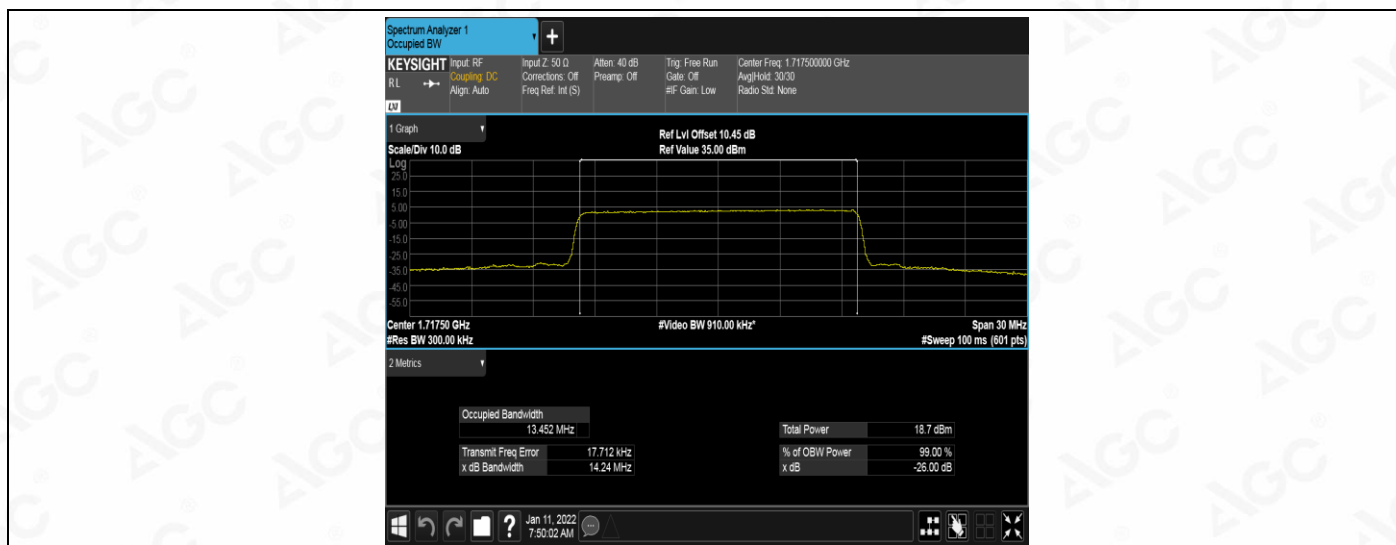 Spectrum Analyzer 1
Occupied BW
+
KEYSIGHT Input: RF Input Z: 50 Ω Atten: 40 dB Trig: Free Run Center Freq: 1.717500000 GHz
RL Coupling: DC Corrections: Off Preamp: Off Gate: Off Avg|Hold: 30/30
Align: Auto Freq Ref: Int (S) #IF Gain: Low Radio Std: None
LXI
1 Graph Ref Lvl Offset 10.45 dB
Scale/Div 10.0 dB Ref Value 35.00 dBm
Log
25.0
15.0
5.00
-5.00
-15.0
-25.0
-35.0
-45.0
-55.0
Center 1.71750 GHz #Video BW 910.00 kHz* Span 30 MHz
#Res BW 300.00 kHz #Sweep 100 ms (601 pts)
2 Metrics
Occupied Bandwidth
13.452 MHz Total Power 18.7 dBm
Transmit Freq Error 17.712 kHz % of OBW Power 99.00 %
x dB Bandwidth 14.24 MHz x dB -26.00 dB
? Jan 11, 2022
7:50:02 AM
AGC